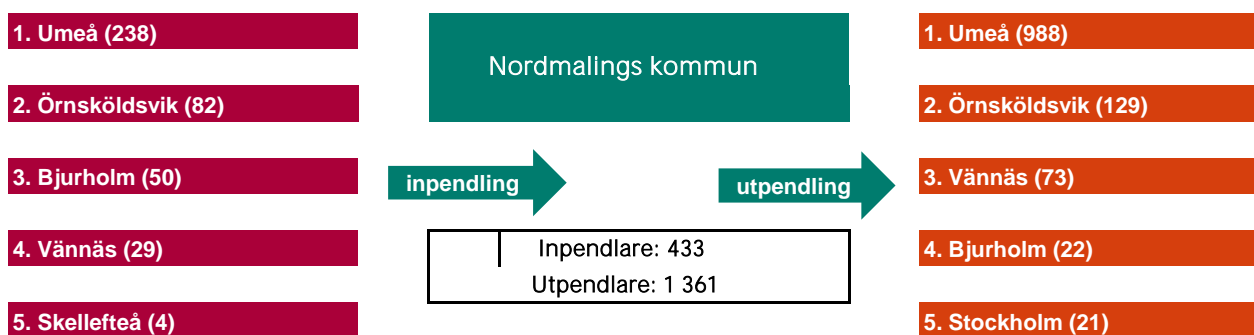 1. Umeå (238)
2. Örnsköldsvik (82)
3. Bjurholm (50)
4. Vännäs (29)
5. Skellefteå (4)
Nordmalings kommun
inpendling
utpendling
Inpendlare: 433
Utpendlare: 1 361
1. Umeå (988)
2. Örnsköldsvik (129)
3. Vännäs (73)
4. Bjurholm (22)
5. Stockholm (21)